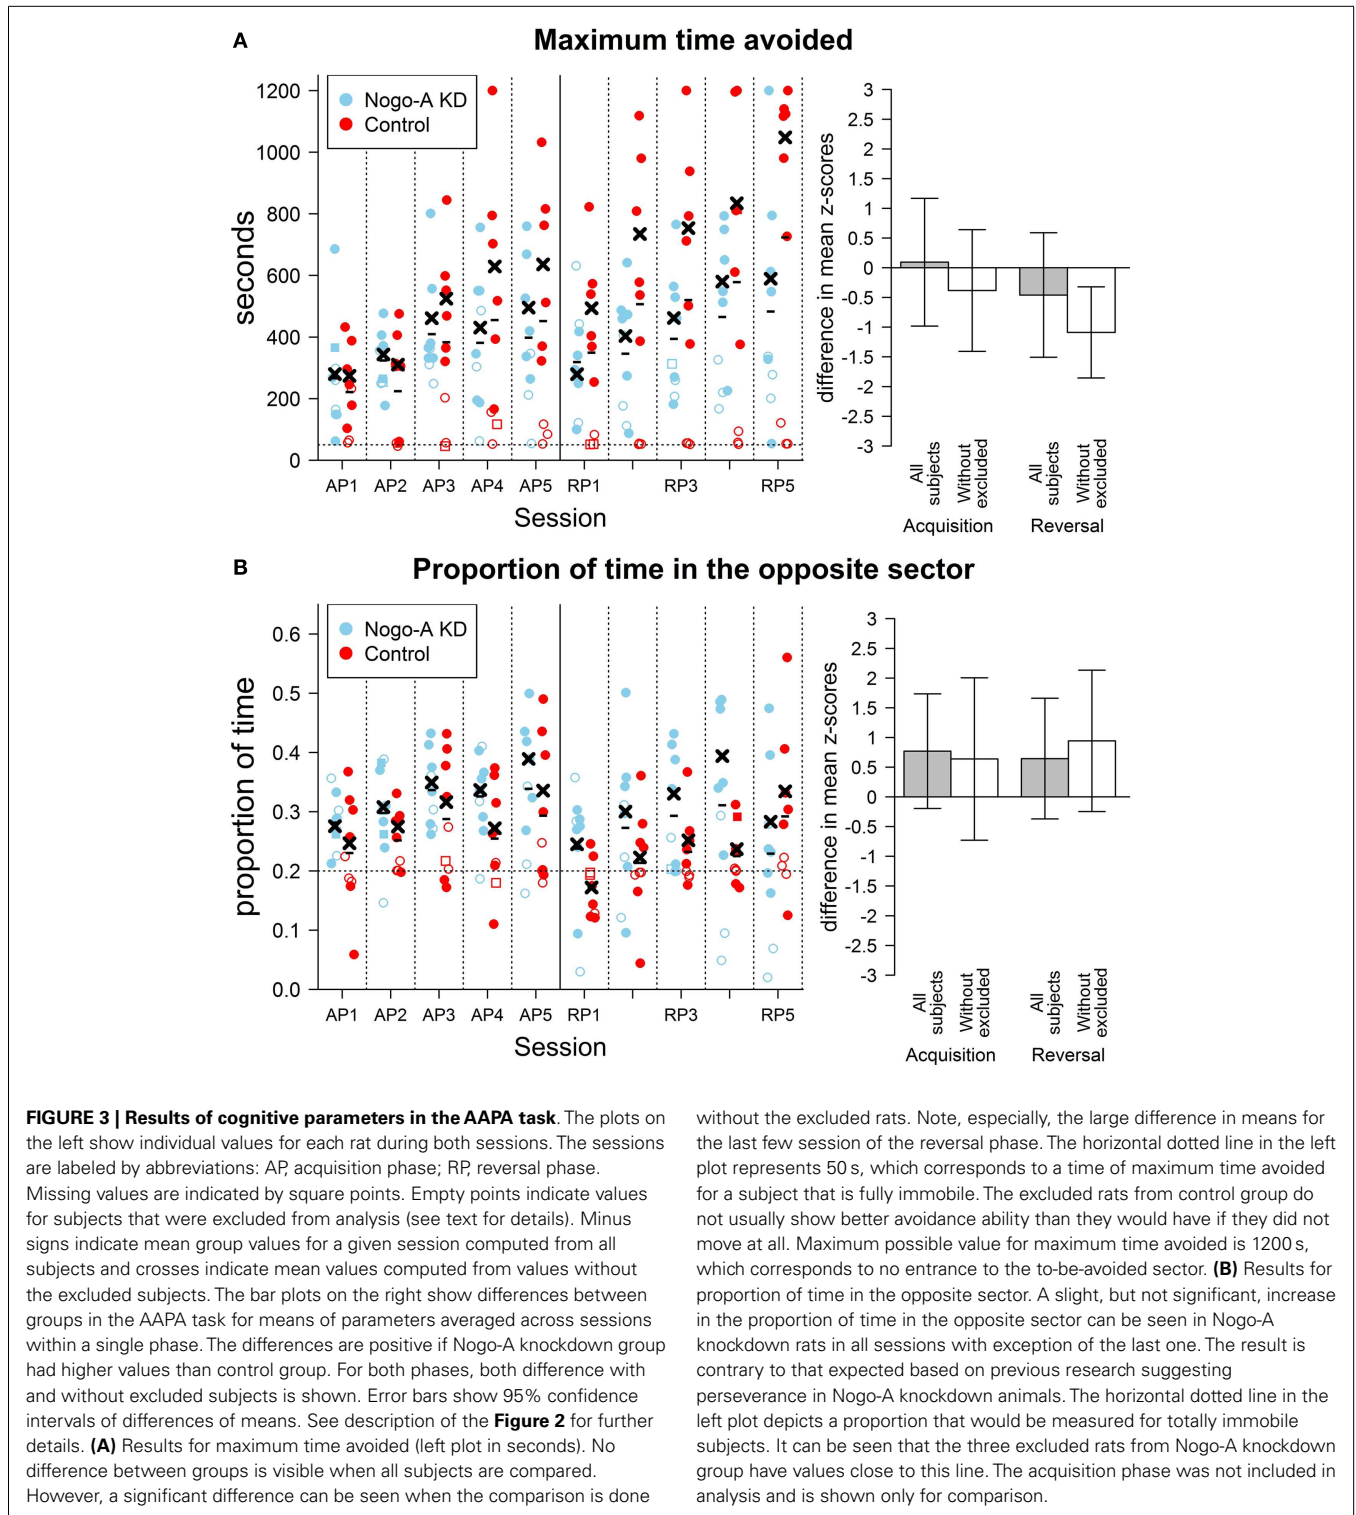 A
Maximum time avoided
Nogo-A KD
Control
1200
1000
800
600
400
200
0
seconds
AP1 AP2 AP3 AP4 AP5 RP1 RP3 RP5
Session
3
2.5
2
1.5
1
0.5
0
-0.5
-1
-1.5
-2
-2.5
-3
difference in mean z-scores
All subjects
Without excluded
All subjects
Without excluded
Acquisition Reversal
B
Proportion of time in the opposite sector
Nogo-A KD
Control
0.6
0.5
0.4
0.3
0.2
0.1
0.0
proportion of time
AP1 AP2 AP3 AP4 AP5 RP1 RP3 RP5
Session
3
2.5
2
1.5
1
0.5
0
-0.5
-1
-1.5
-2
-2.5
-3
difference in mean z-scores
All subjects
Without excluded
All subjects
Without excluded
Acquisition Reversal
FIGURE 3 | Results of cognitive parameters in the AAPA task. The plots on
the left show individual values for each rat during both sessions. The sessions
are labeled by abbreviations: AP, acquisition phase; RP, reversal phase.
Missing values are indicated by square points. Empty points indicate values
for subjects that were excluded from analysis (see text for details). Minus
signs indicate mean group values for a given session computed from all
subjects and crosses indicate mean values computed from values without
the excluded subjects. The bar plots on the right show differences between
groups in the AAPA task for means of parameters averaged across sessions
within a single phase. The differences are positive if Nogo-A knockdown group
had higher values than control group. For both phases, both difference with
and without excluded subjects is shown. Error bars show 95% confidence
intervals of differences of means. See description of the Figure 2 for further
details. (A) Results for maximum time avoided (left plot in seconds). No
difference between groups is visible when all subjects are compared.
However, a significant difference can be seen when the comparison is done
without the excluded rats. Note, especially, the large difference in means for
the last few session of the reversal phase. The horizontal dotted line in the left
plot represents 50 s, which corresponds to a time of maximum time avoided
for a subject that is fully immobile. The excluded rats from control group do
not usually show better avoidance ability than they would have if they did not
move at all. Maximum possible value for maximum time avoided is 1200 s,
which corresponds to no entrance to the to-be-avoided sector. (B) Results for
proportion of time in the opposite sector. A slight, but not significant, increase
in the proportion of time in the opposite sector can be seen in Nogo-A
knockdown rats in all sessions with exception of the last one. The result is
contrary to that expected based on previous research suggesting
perseverance in Nogo-A knockdown animals. The horizontal dotted line in the
left plot depicts a proportion that would be measured for totally immobile
subjects. It can be seen that the three excluded rats from Nogo-A knockdown
group have values close to this line. The acquisition phase was not included in
analysis and is shown only for comparison.